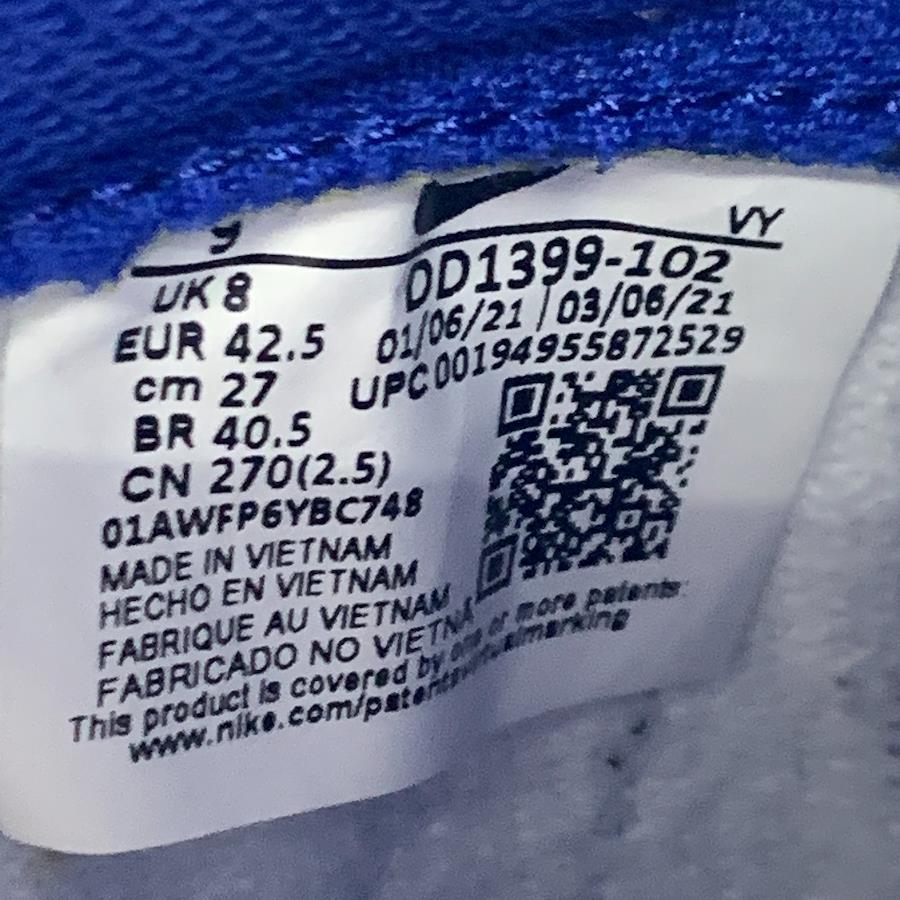 9
VY
UK 8
DD1399-102
EUR 42.5
01/06/21 / 03/06/21
cm 27
UPC 00194955872529
BR 40.5
CN 270(2.5)
01AWFP6YBC748
MADE IN VIETNAM
HECHO EN VIETNAM
FABRIQUE AU VIETNAM
FABRICADO NO VIETNA
This product is covered by one or more patents:
www.nike.com/patentsvirtualmarking